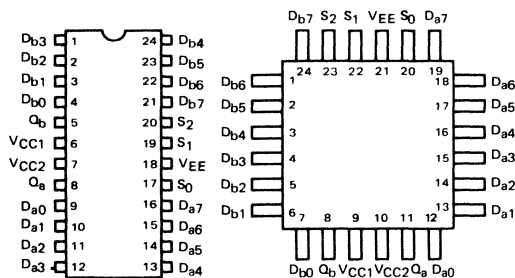 Db3 1 24 Db4
Db2 2 23 Db5
Db1 3 22 Db6
Db0 4 21 Db7
Qb 5 20 S2
VCC1 6 19 S1
VCC2 7 18 VEE
Qa 8 17 S0
Da0 9 16 Da7
Da1 10 15 Da6
Da2 11 14 Da5
Da3 12 13 Da4
Db7 S2 S1 VEE S0 Da7
24 23 22 21 20 19
Db6 1 18 Da6
Db5 2 17 Da5
Db4 3 16 Da4
Db3 4 15 Da3
Db2 5 14 Da2
Db1 6 13 Da1
7 8 9 10 11 12
Db0 Qb VCC1 VCC2 Qa Da0